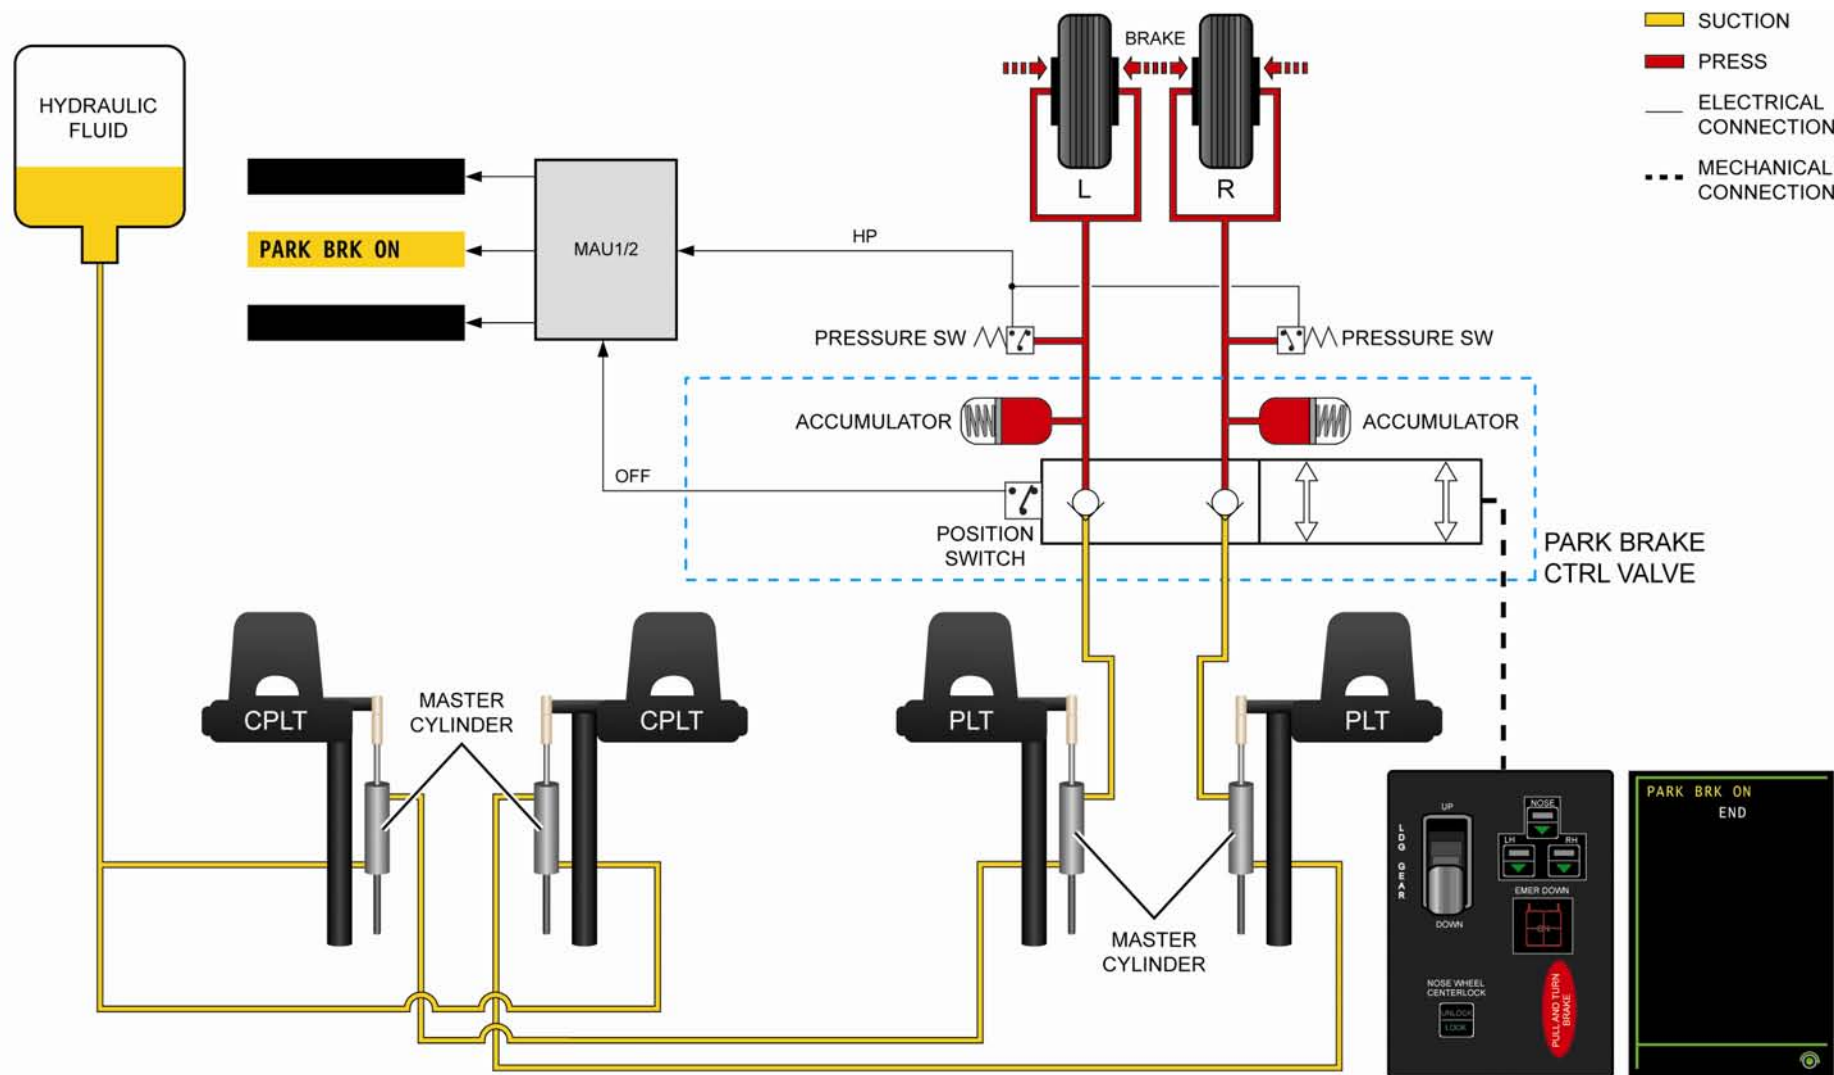 SUCTION
PRESS
ELECTRICAL
CONNECTION
MECHANICAL
CONNECTION
BRAKE
HYDRAULIC
FLUID
L
R
PARK BRK ON
MAU1/2
HP
PRESSURE SW
PRESSURE SW
ACCUMULATOR
ACCUMULATOR
OFF
POSITION
SWITCH
PARK BRAKE
CTRL VALVE
CPLT
MASTER
CYLINDER
CPLT
PLT
PLT
MASTER
CYLINDER
UP
LDG GEAR
DOWN
NOSE
LH
RH
EMER DOWN
ON
NOSE WHEEL
CENTERLOCK
UNLOCK
LOCK
PULL AND TURN
BRAKE
PARK BRK ON
END